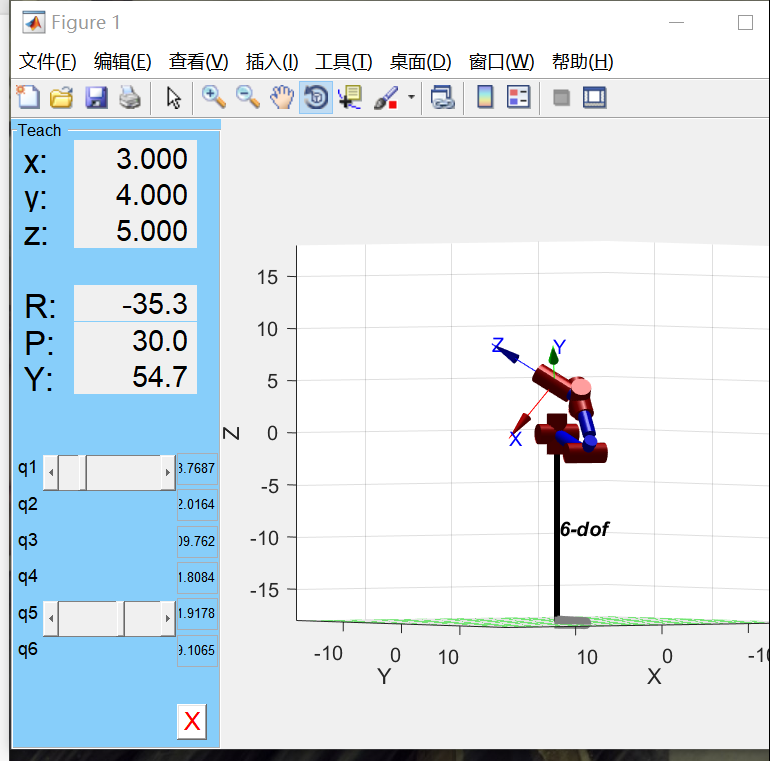 Figure 1
文件(F) 编辑(E) 查看(V) 插入(I) 工具(T) 桌面(D) 窗口(W) 帮助(H)
Teach
x: 3.000
y: 4.000
z: 5.000
R: -35.3
P: 30.0
Y: 54.7
q1 3.7687
q2 2.0164
q3 09.762
q4 1.8084
q5 1.9178
q6 9.1065
X
15
10
5
0
-5
-10
-15
Z
Z
Y
X
6-dof
-10 0 10
Y
10 0 -10
X